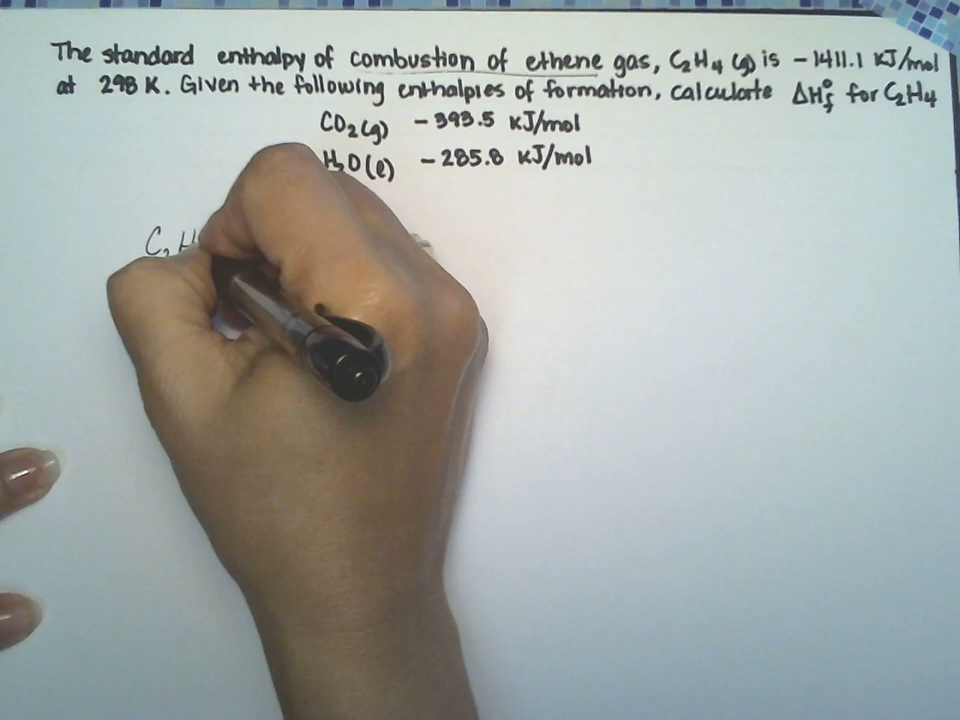 The standard enthalpy of combustion of ethene gas, C₂H₄ (g) is -1411.1 KJ/mol
at 298 K. Given the following enthalpies of formation, calculate ΔH°f for C₂H₄
CO₂(g) -393.5 KJ/mol
H₂O(l) -285.8 KJ/mol
C₂H